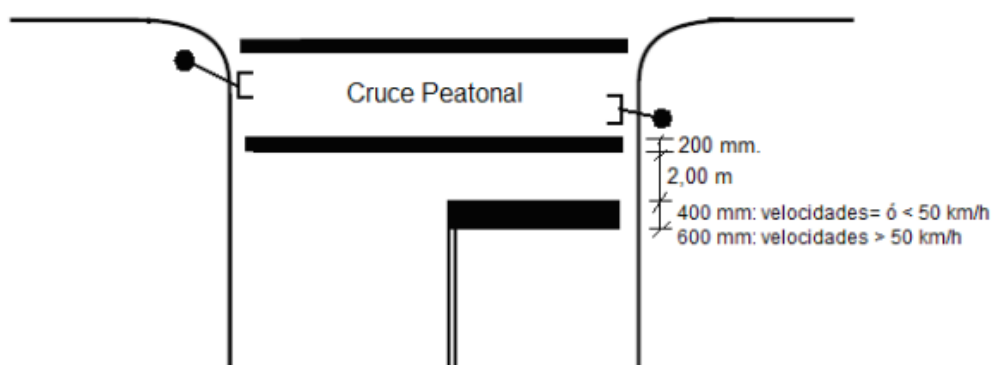 Cruce Peatonal
200 mm.
2,00 m
400 mm: velocidades= ó < 50 km/h
600 mm: velocidades > 50 km/h